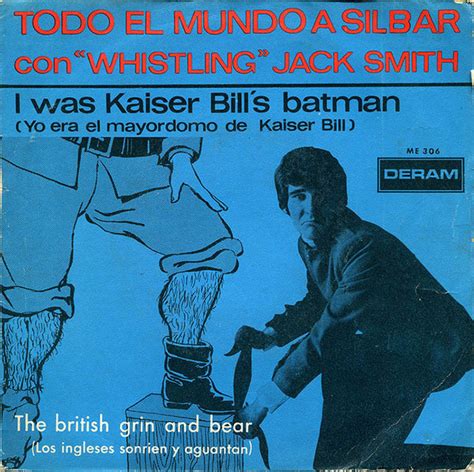 TODO EL MUNDO A SILBAR
con "WHISTLING" JACK SMITH
I was Kaiser Bill's batman
(Yo era el mayordomo de Kaiser Bill)
ME 306
DERAM
The british grin and bear
(Los ingleses sonrien y aguantan)